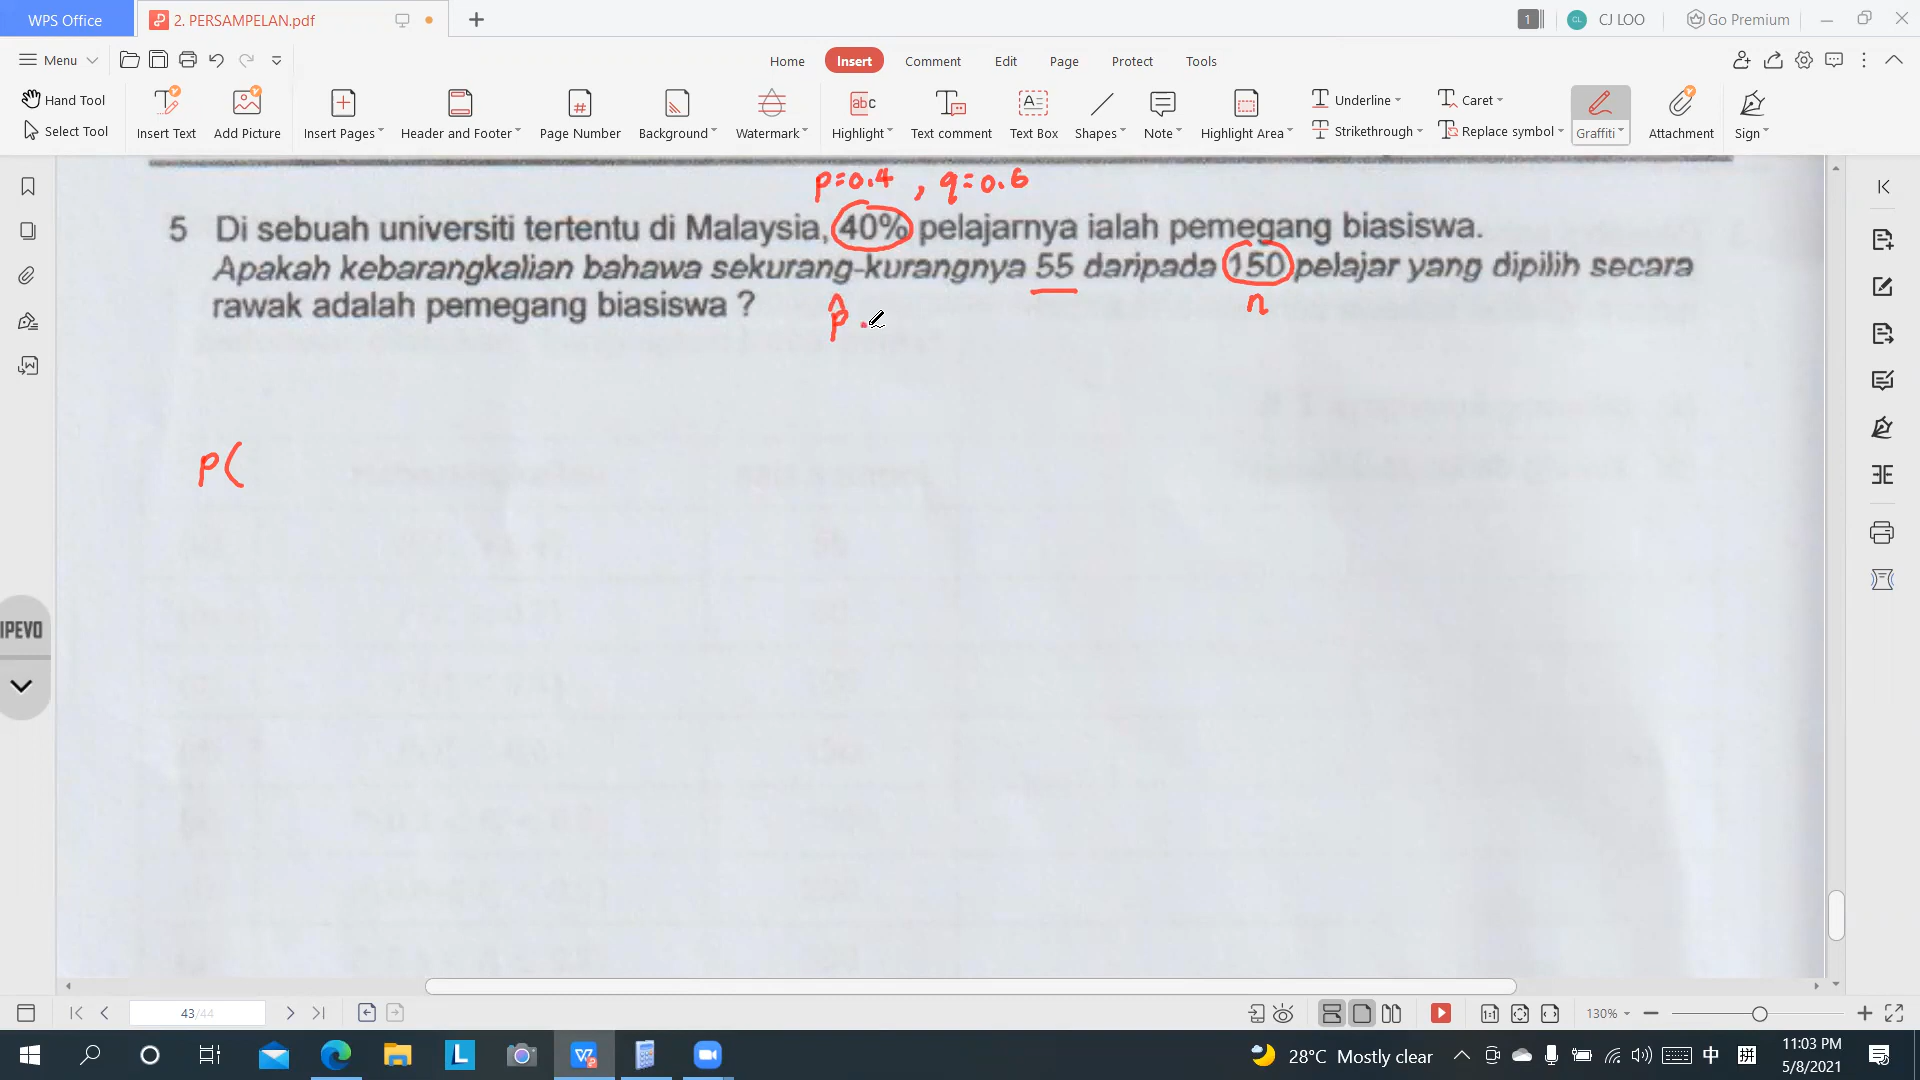 WPS Office
2. PERSAMPELAN.pdf
1
CL
CJ LOO
Go Premium
Menu
Home
Insert
Comment
Edit
Page
Protect
Tools
Hand Tool
Select Tool
Insert Text
Add Picture
Insert Pages
Header and Footer
Page Number
Background
Watermark
Highlight
Text comment
Text Box
Shapes
Note
Highlight Area
Underline
Strikethrough
Caret
Replace symbol
Graffiti
Attachment
Sign
p=0.4 , q=0.6
5 Di sebuah universiti tertentu di Malaysia, 40% pelajarnya ialah pemegang biasiswa.
Apakah kebarangkalian bahawa sekurang-kurangnya 55 daripada 150 pelajar yang dipilih secara
rawak adalah pemegang biasiswa ?
p̂
n
P(
IPEVO
43/44
130%
28°C Mostly clear
中
拼
11:03 PM
5/8/2021